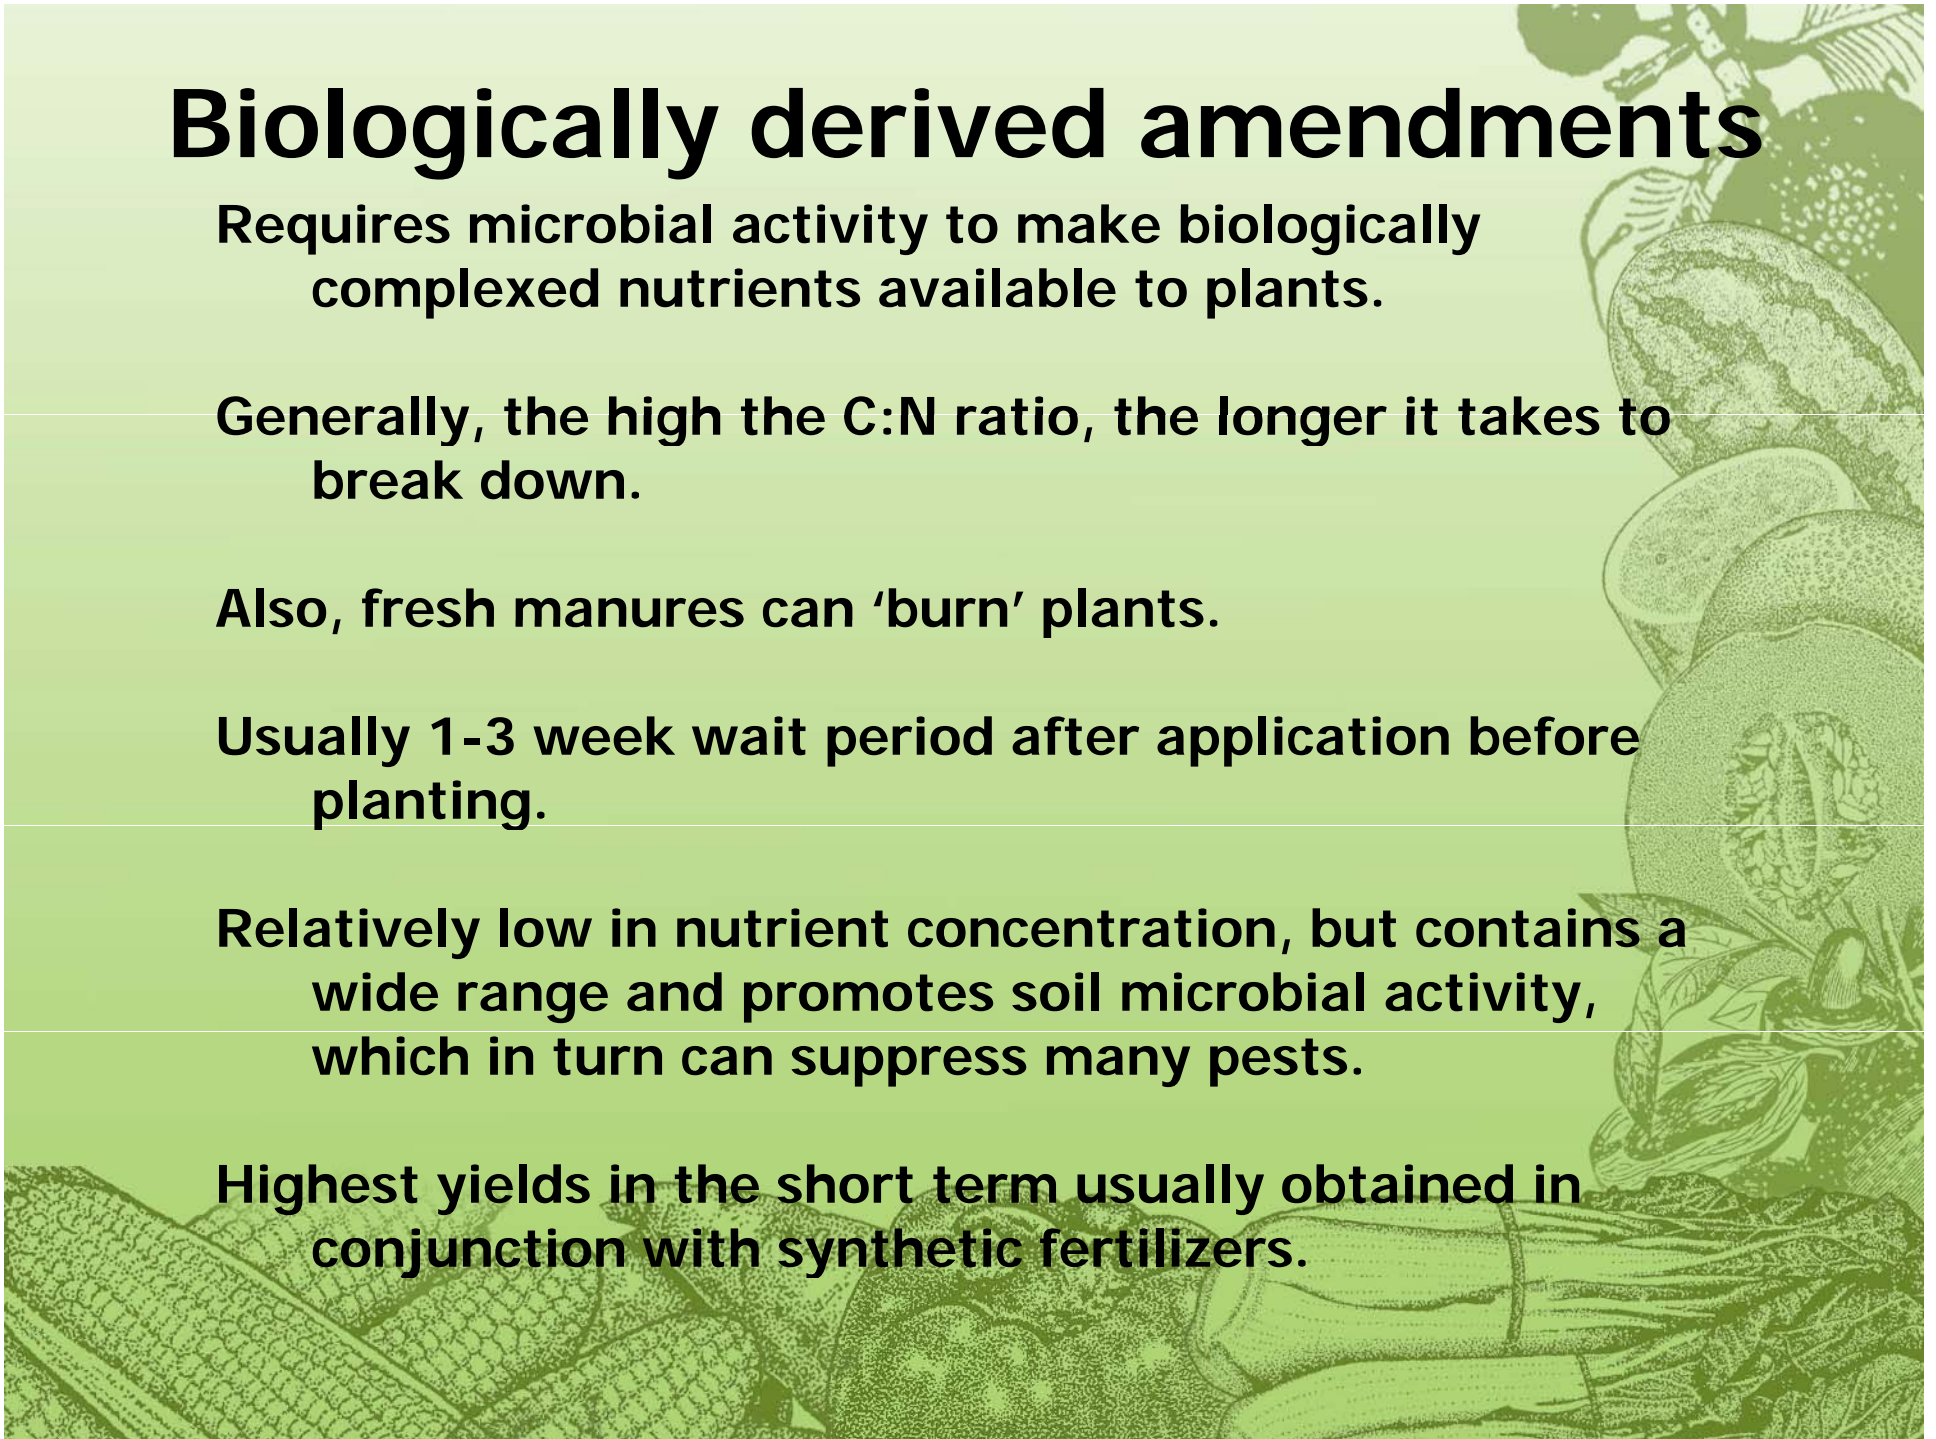 Biologically derived amendments
Requires microbial activity to make biologically
complexed nutrients available to plants.
Generally, the high the C:N ratio, the longer it takes to
break down.
Also, fresh manures can ‘burn’ plants.
Usually 1-3 week wait period after application before
planting.
Relatively low in nutrient concentration, but contains a
wide range and promotes soil microbial activity,
which in turn can suppress many pests.
Highest yields in the short term usually obtained in
conjunction with synthetic fertilizers.